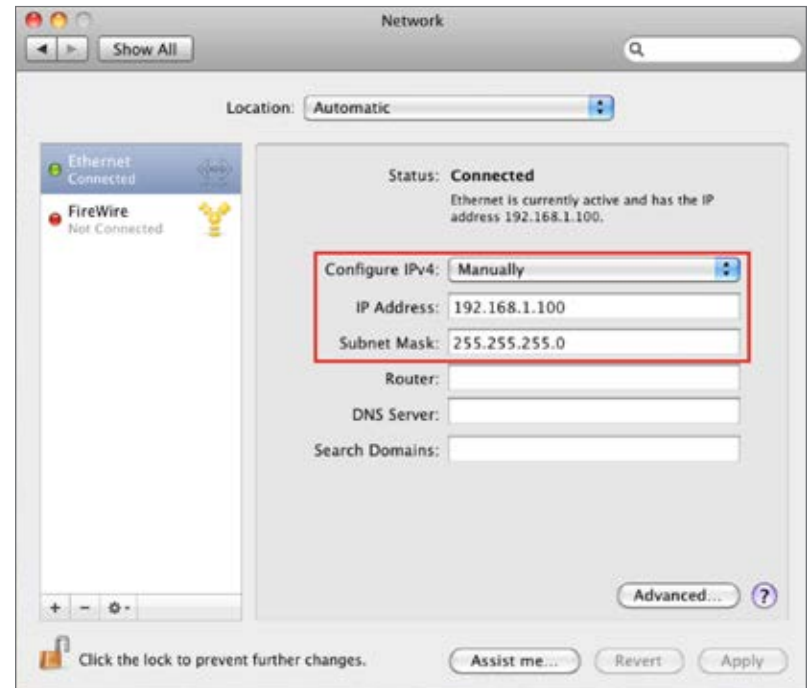 Network
Show All
Location: Automatic
Ethernet
Connected
FireWire
Not Connected
Status: Connected
Ethernet is currently active and has the IP
address 192.168.1.100.
Configure IPv4: Manually
IP Address: 192.168.1.100
Subnet Mask: 255.255.255.0
Router:
DNS Server:
Search Domains:
Advanced... ?
+ -
Click the lock to prevent further changes.
Assist me... Revert Apply